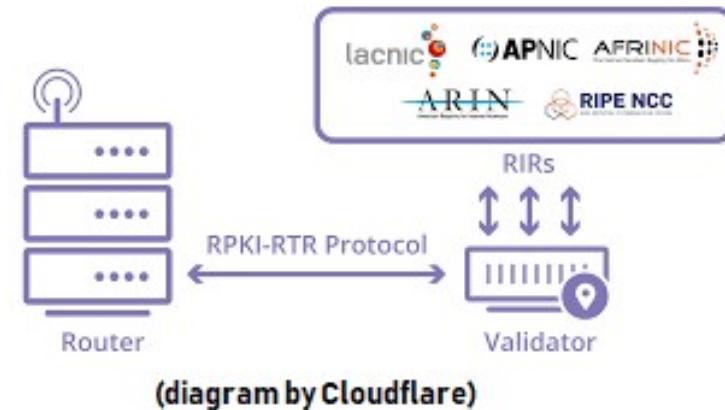 lacnic APNIC AFRINIC
ARIN RIPE NCC
RIRs
RPKI-RTR Protocol
Router Validator
(diagram by Cloudflare)